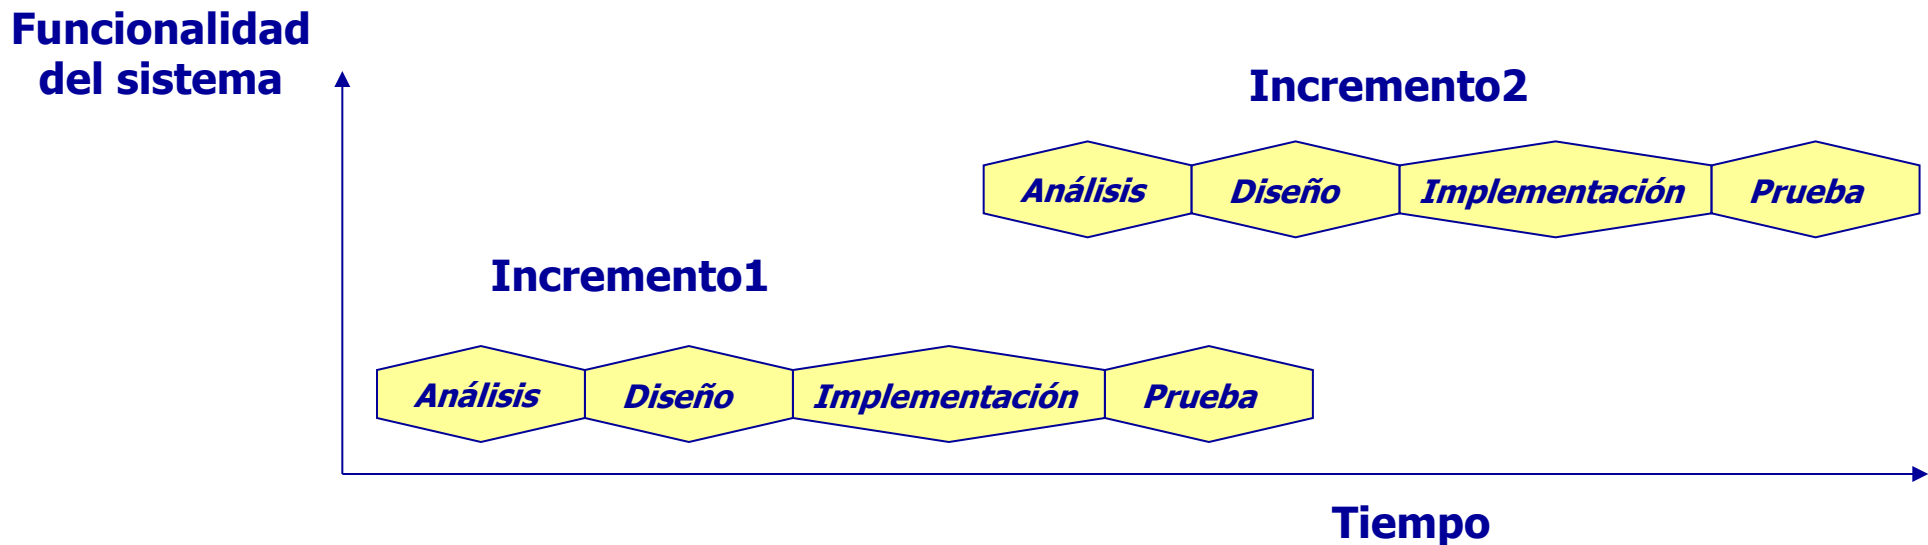 Funcionalidad
del sistema
Incremento2
Análisis Diseño Implementación Prueba
Incremento1
Análisis Diseño Implementación Prueba
Tiempo